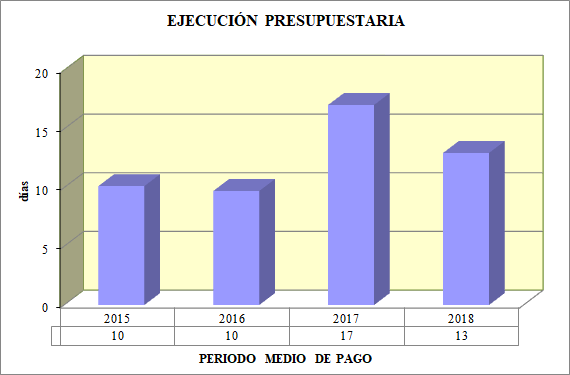 EJECUCIÓN PRESUPUESTARIA
20
15
10
5
0
días
2015 2016 2017 2018
10 10 17 13
PERIODO MEDIO DE PAGO